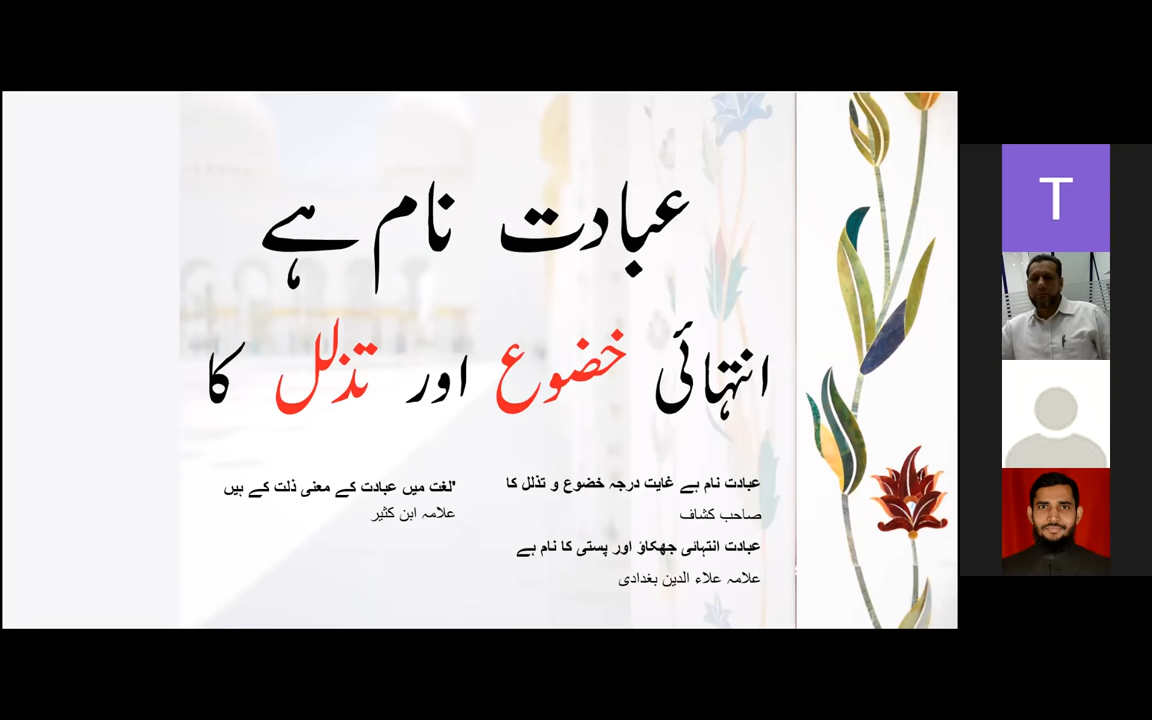 عبادت نام ہے
انتہائی خضوع اور تذلل کا
عبادت نام ہے غایت درجہ خضوع و تذلل کا
صاحب کشاف
عبادت انتہائی جھکاؤ اور پستی کا نام ہے
علامہ علاء الدین بغدادی
'لغت میں عبادت کے معنی ذلت کے ہیں
علامہ ابن کثیر
T